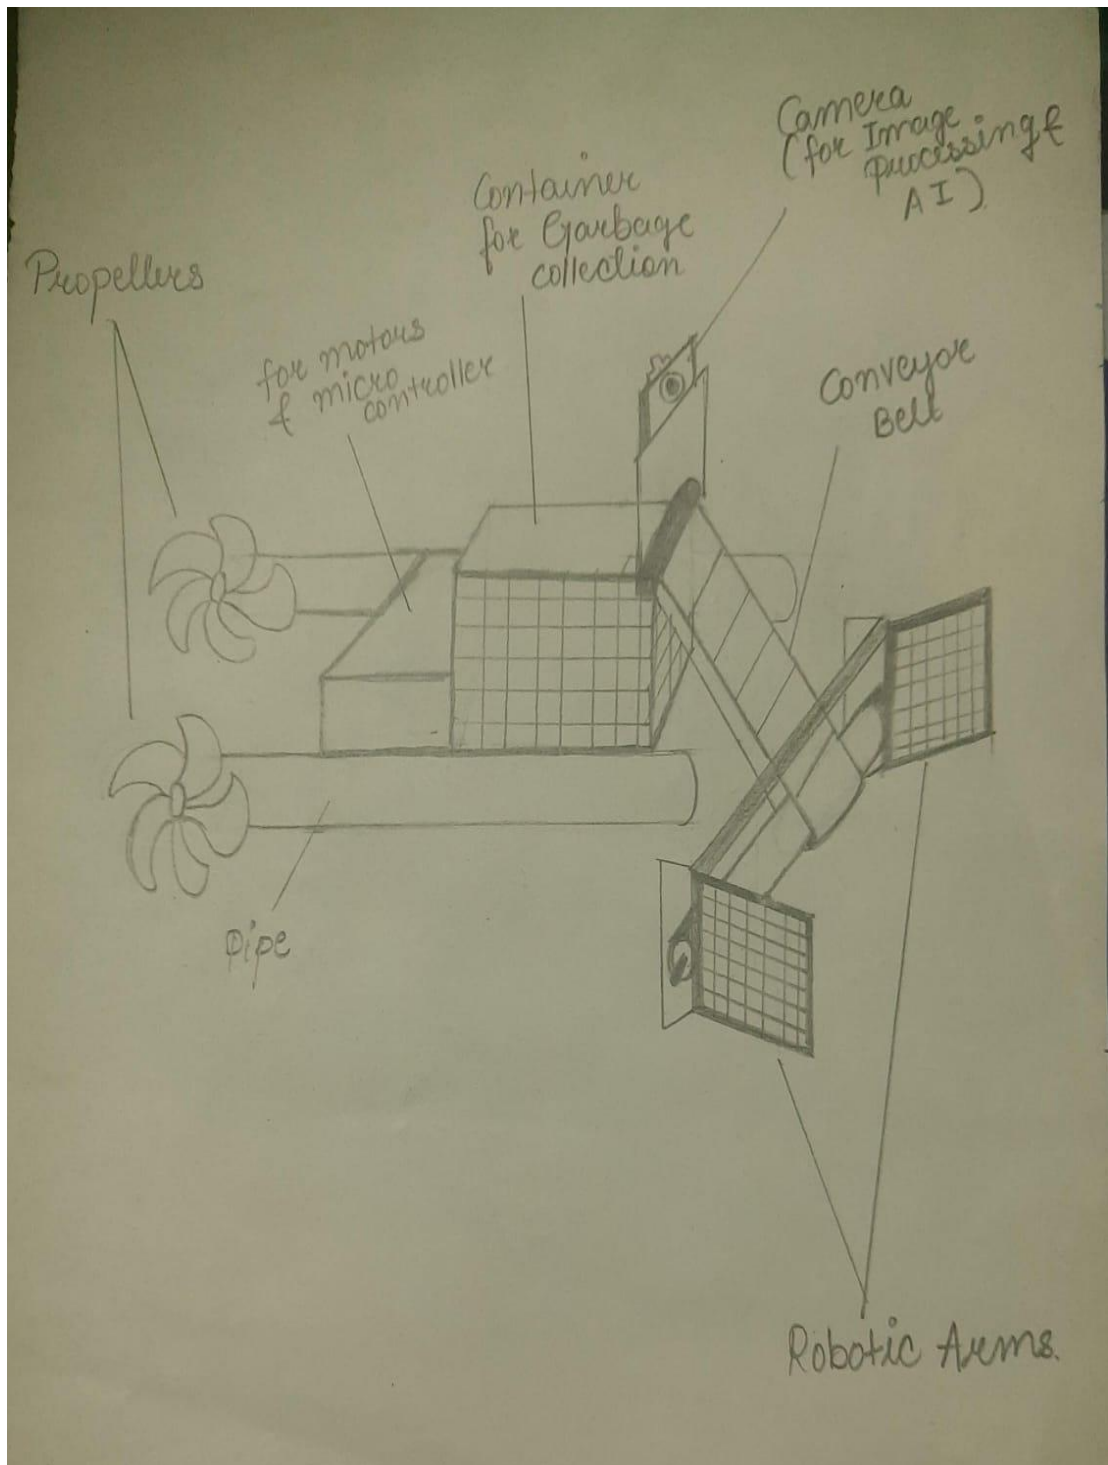 Camera
(for Image
Processing &
AI)
Container
for Garbage
collection
Propellers
for motors
& micro
controller
Conveyor
Belt
pipe
Robotic Arms.